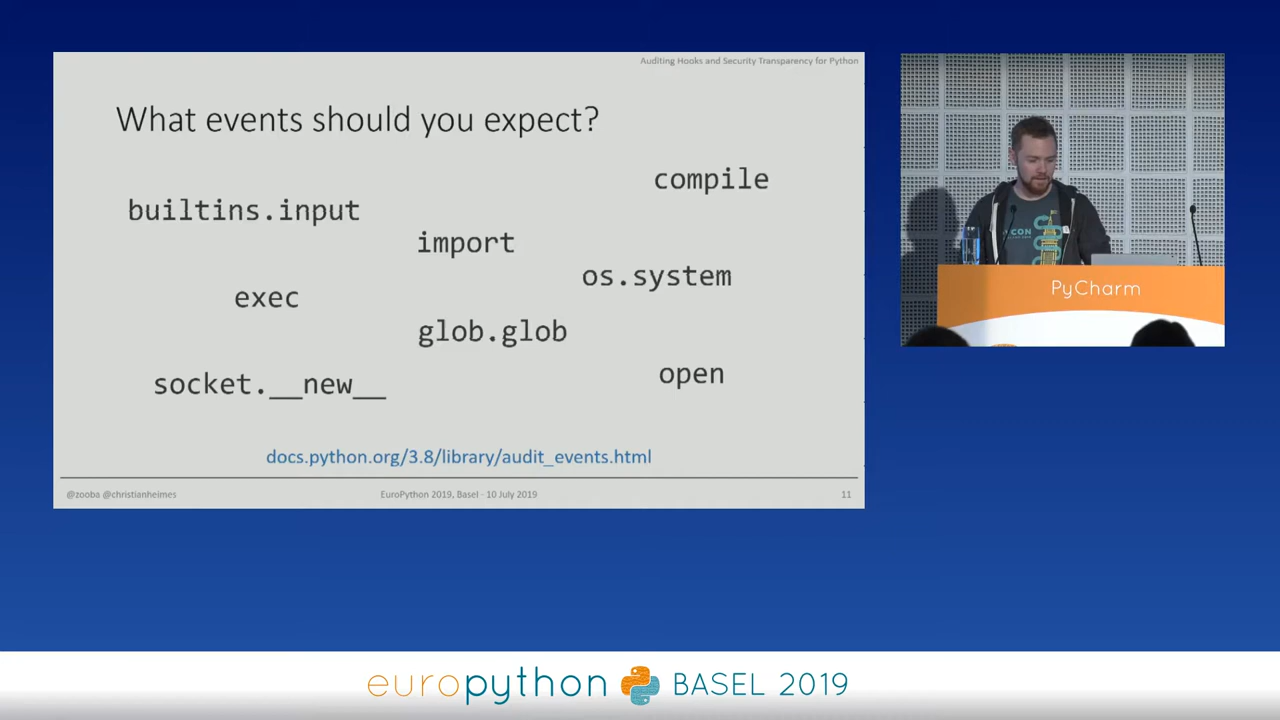 Auditing Hooks and Security Transparency for Python
What events should you expect?
compile
builtins.input
import
os.system
exec
glob.glob
open
socket.__new__
docs.python.org/3.8/library/audit_events.html
@zooba @christianheimes
EuroPython 2019, Basel - 10 July 2019
11
CON
PyCharm
europython BASEL 2019